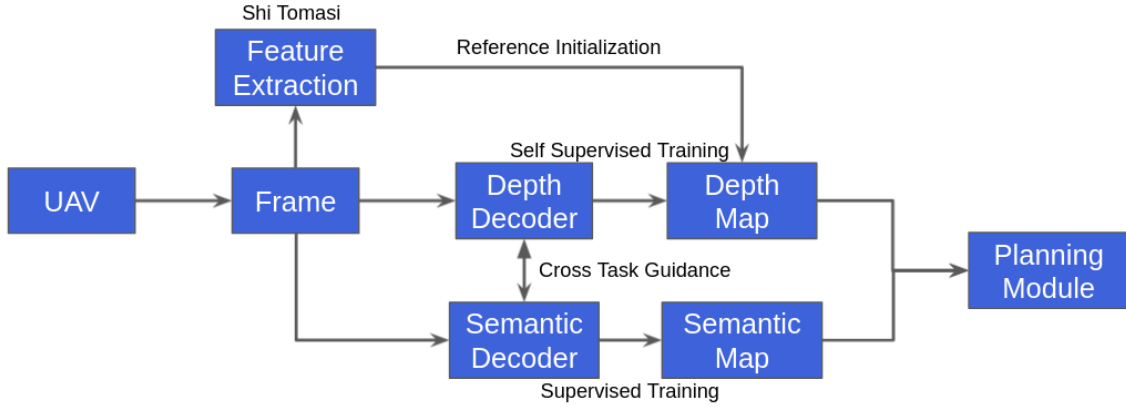 Shi Tomasi
Feature
Extraction
Reference Initialization
Self Supervised Training
UAV
Frame
Depth
Decoder
Depth
Map
Cross Task Guidance
Planning
Module
Semantic
Decoder
Semantic
Map
Supervised Training